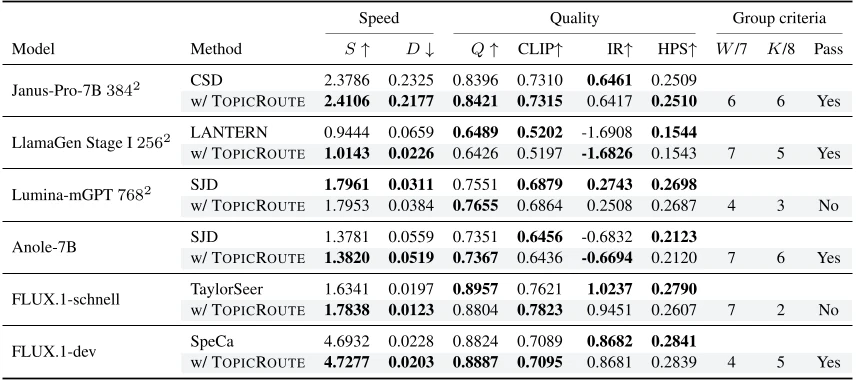 Speed Quality Group criteria
Model Method S ↑ D ↓ Q ↑ CLIP↑ IR↑ HPS↑ W/7 K/8 Pass
Janus-Pro-7B 384² CSD 2.3786 0.2325 0.8396 0.7310 0.6461 0.2509
w/ TOPICROUTE 2.4106 0.2177 0.8421 0.7315 0.6417 0.2510 6 6 Yes
LlamaGen Stage I 256² LANTERN 0.9444 0.0659 0.6489 0.5202 -1.6908 0.1544
w/ TOPICROUTE 1.0143 0.0226 0.6426 0.5197 -1.6826 0.1543 7 5 Yes
Lumina-mGPT 768² SJD 1.7961 0.0311 0.7551 0.6879 0.2743 0.2698
w/ TOPICROUTE 1.7953 0.0384 0.7655 0.6864 0.2508 0.2687 4 3 No
Anole-7B SJD 1.3781 0.0559 0.7351 0.6456 -0.6832 0.2123
w/ TOPICROUTE 1.3820 0.0519 0.7367 0.6436 -0.6694 0.2120 7 6 Yes
FLUX.1-schnell TaylorSeer 1.6341 0.0197 0.8957 0.7621 1.0237 0.2790
w/ TOPICROUTE 1.7838 0.0123 0.8804 0.7823 0.9451 0.2607 7 2 No
FLUX.1-dev SpeCa 4.6932 0.0228 0.8824 0.7089 0.8682 0.2841
w/ TOPICROUTE 4.7277 0.0203 0.8887 0.7095 0.8681 0.2839 4 5 Yes